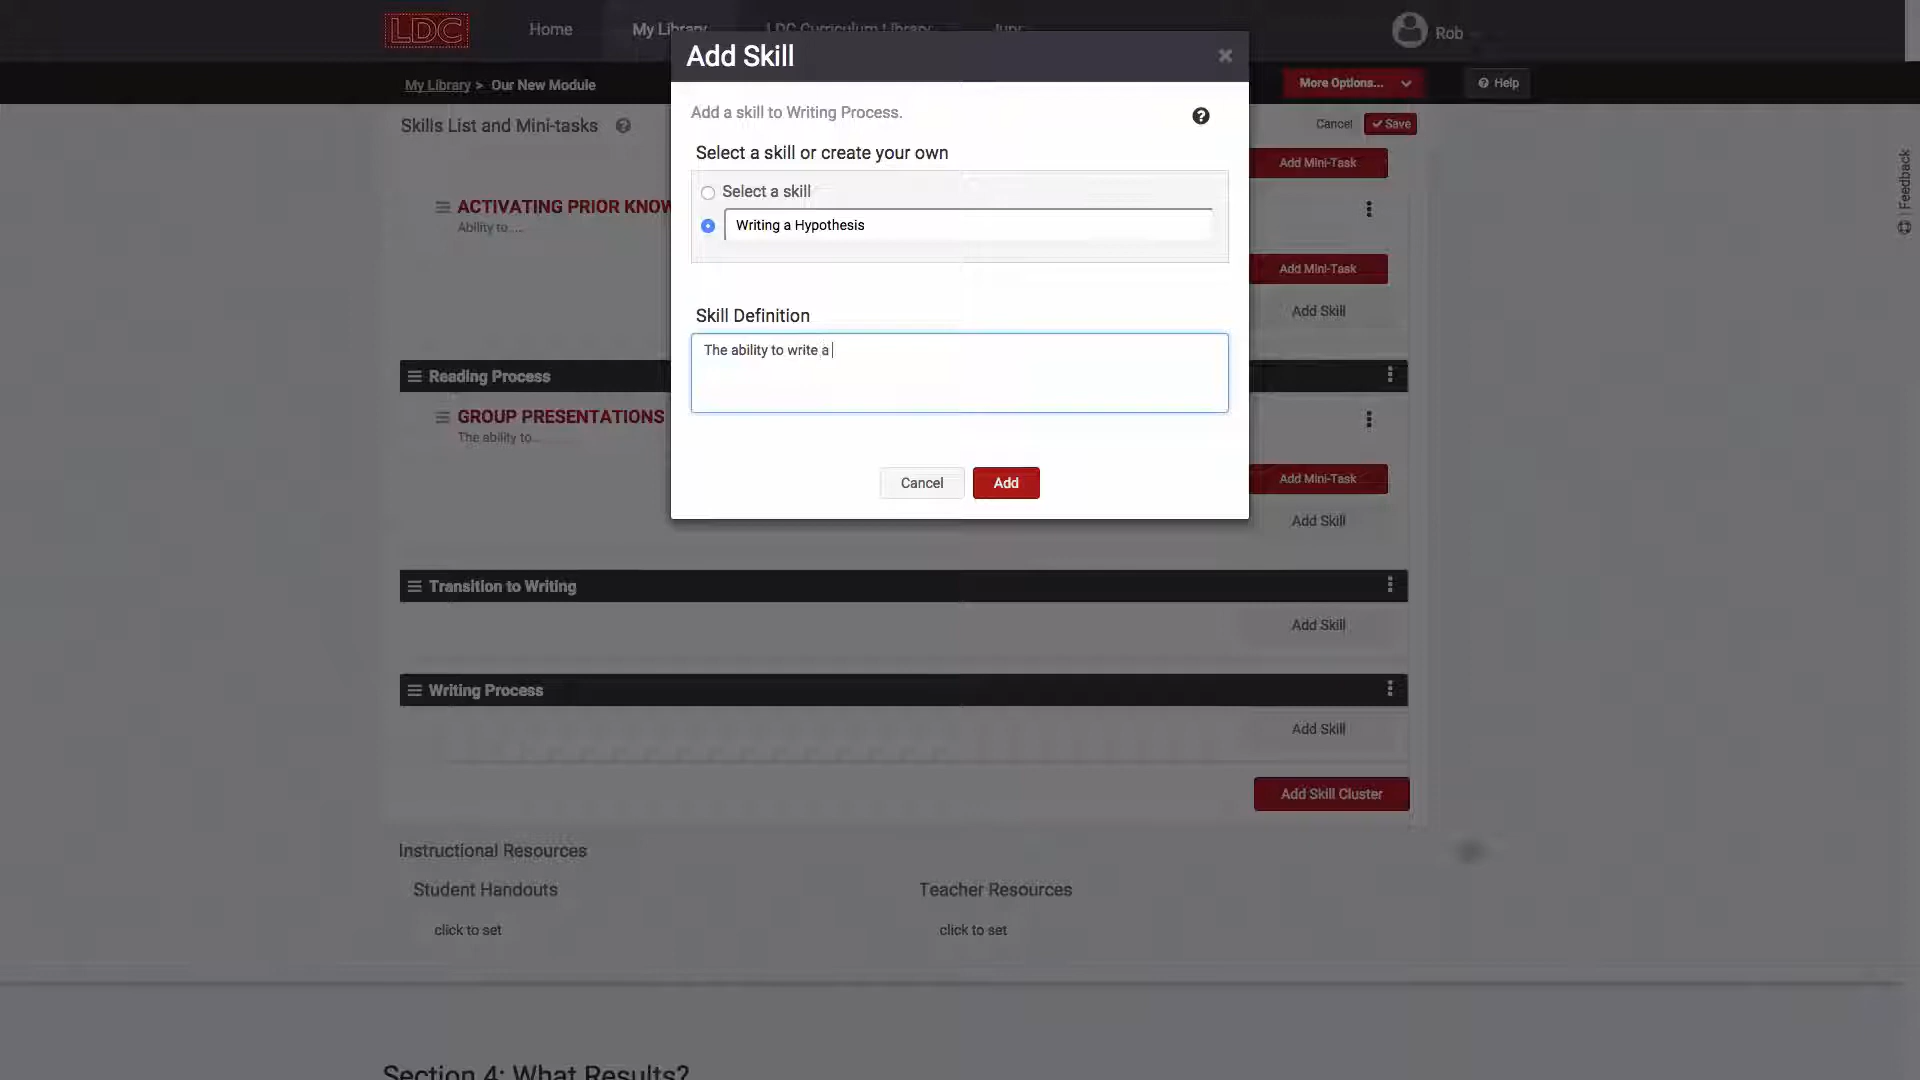 LDC
Home
My Library
LDC Curriculum Library
Rob
My Library > Our New Module
More Options...
Help
Skills List and Mini-tasks
Cancel
Save
Add Mini-Task
ACTIVATING PRIOR KNOW
Ability to....
Add Mini-Task
Add Skill
Reading Process
GROUP PRESENTATIONS
The ability to...
Add Mini-Task
Add Skill
Transition to Writing
Add Skill
Writing Process
Add Skill
Add Skill Cluster
Instructional Resources
Student Handouts
Teacher Resources
click to set
click to set
Section 4: What Results?
Feedback
Add Skill
Add a skill to Writing Process.
Select a skill or create your own
Select a skill
Writing a Hypothesis
Skill Definition
The ability to write a
Cancel
Add